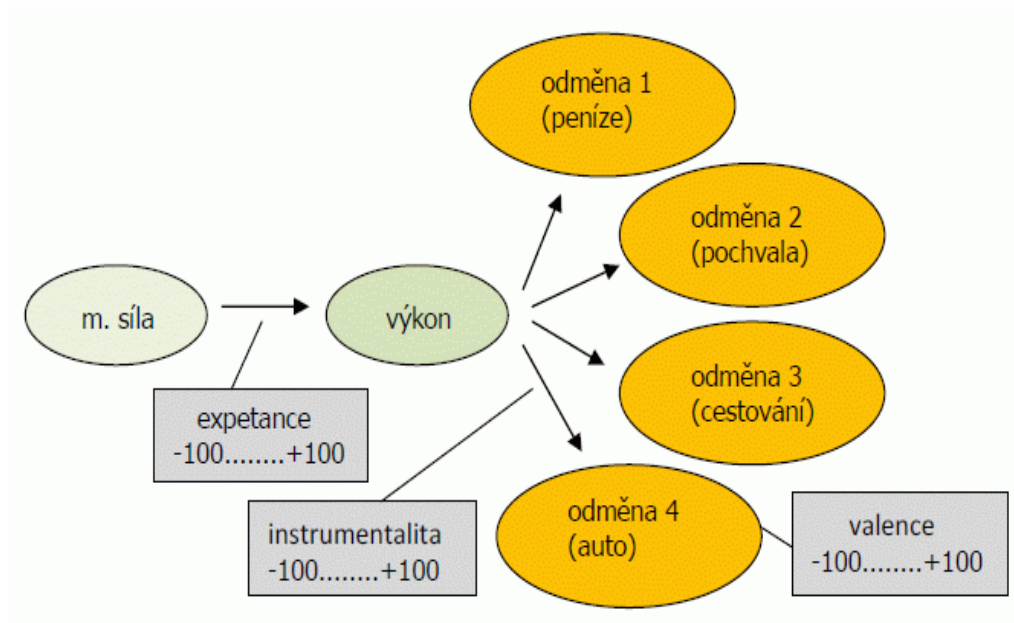 odměna 1
(peníze)
odměna 2
(pochvala)
m. síla
výkon
odměna 3
(cestování)
expetance
-100........+100
odměna 4
(auto)
instrumentalita
-100........+100
valence
-100........+100